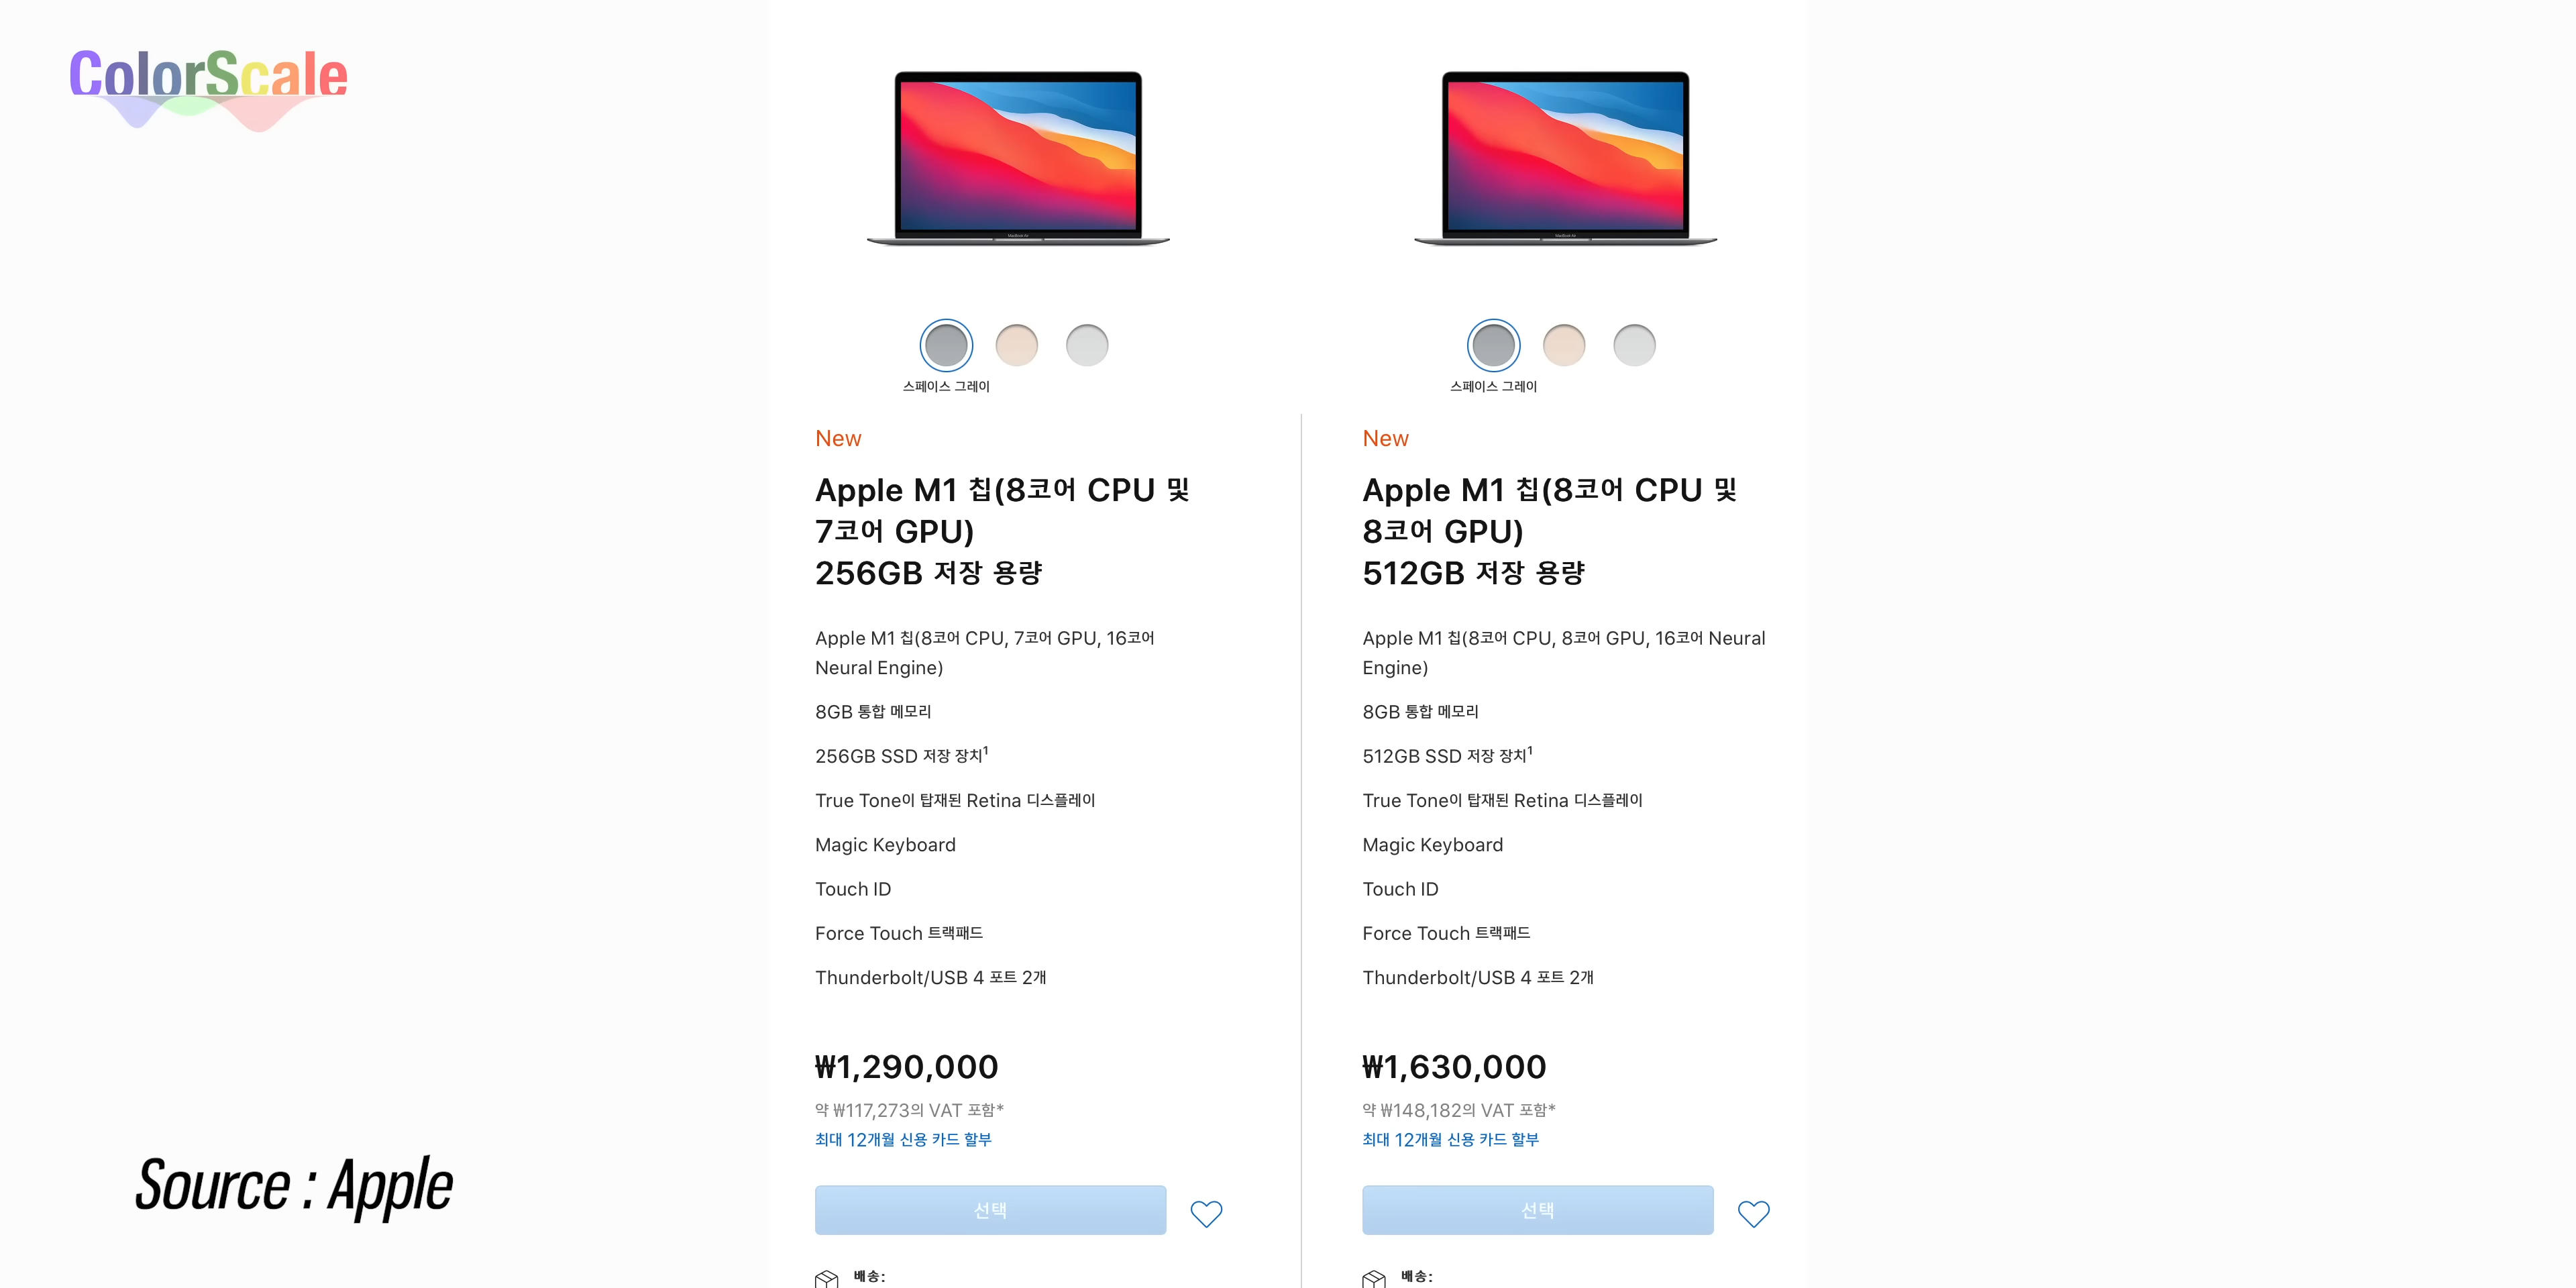 ColorScale
스페이스 그레이
New
Apple M1 칩(8코어 CPU 및
7코어 GPU)
256GB 저장 용량
Apple M1 칩(8코어 CPU, 7코어 GPU, 16코어
Neural Engine)
8GB 통합 메모리
256GB SSD 저장 장치¹
True Tone이 탑재된 Retina 디스플레이
Magic Keyboard
Touch ID
Force Touch 트랙패드
Thunderbolt/USB 4 포트 2개
₩1,290,000
약 ₩117,273의 VAT 포함*
최대 12개월 신용 카드 할부
선택
배송:
스페이스 그레이
New
Apple M1 칩(8코어 CPU 및
8코어 GPU)
512GB 저장 용량
Apple M1 칩(8코어 CPU, 8코어 GPU, 16코어 Neural
Engine)
8GB 통합 메모리
512GB SSD 저장 장치¹
True Tone이 탑재된 Retina 디스플레이
Magic Keyboard
Touch ID
Force Touch 트랙패드
Thunderbolt/USB 4 포트 2개
₩1,630,000
약 ₩148,182의 VAT 포함*
최대 12개월 신용 카드 할부
선택
배송:
Source : Apple